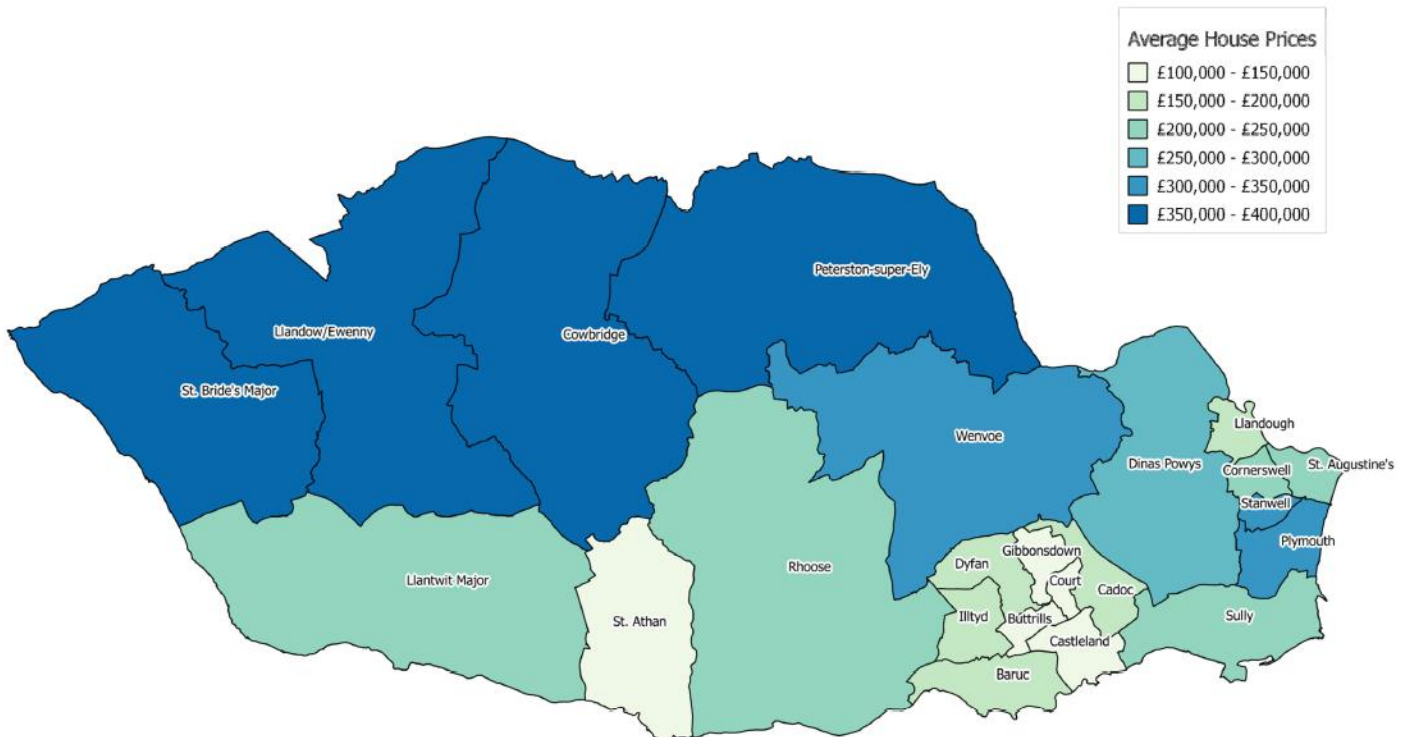 Average House Prices
£100,000 - £150,000
£150,000 - £200,000
£200,000 - £250,000
£250,000 - £300,000
£300,000 - £350,000
£350,000 - £400,000
Peterston-super-Ely
Llandow/Ewenny
Cowbridge
St. Bride's Major
Wenvoe
Llandough
Dinas Powys
Cornerswell
St. Augustine's
Stanwell
Plymouth
Gibbonsdown
Dyfan
Rhoose
Llantwit Major
Court
Cadoc
Illtyd
Buttrills
Sully
St. Athan
Castleland
Baruc